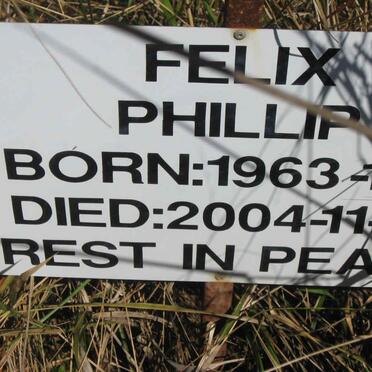 FELIX
PHILLIP
BORN:1963-
DIED:2004-11-
REST IN PEA